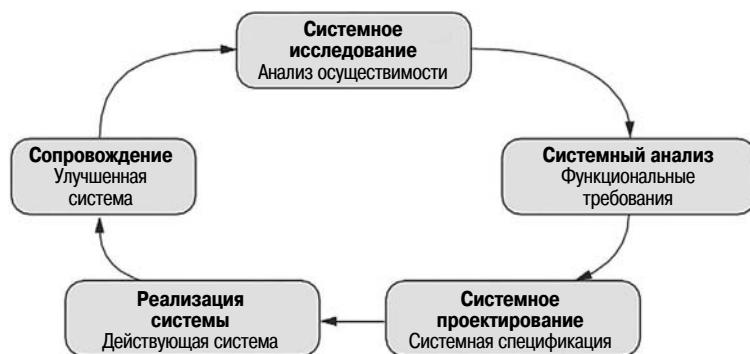 Системное
исследование
Анализ осуществимости
Системный анализ
Функциональные
требования
Системное
проектирование
Системная спецификация
Реализация
системы
Действующая система
Сопровождение
Улучшенная
система